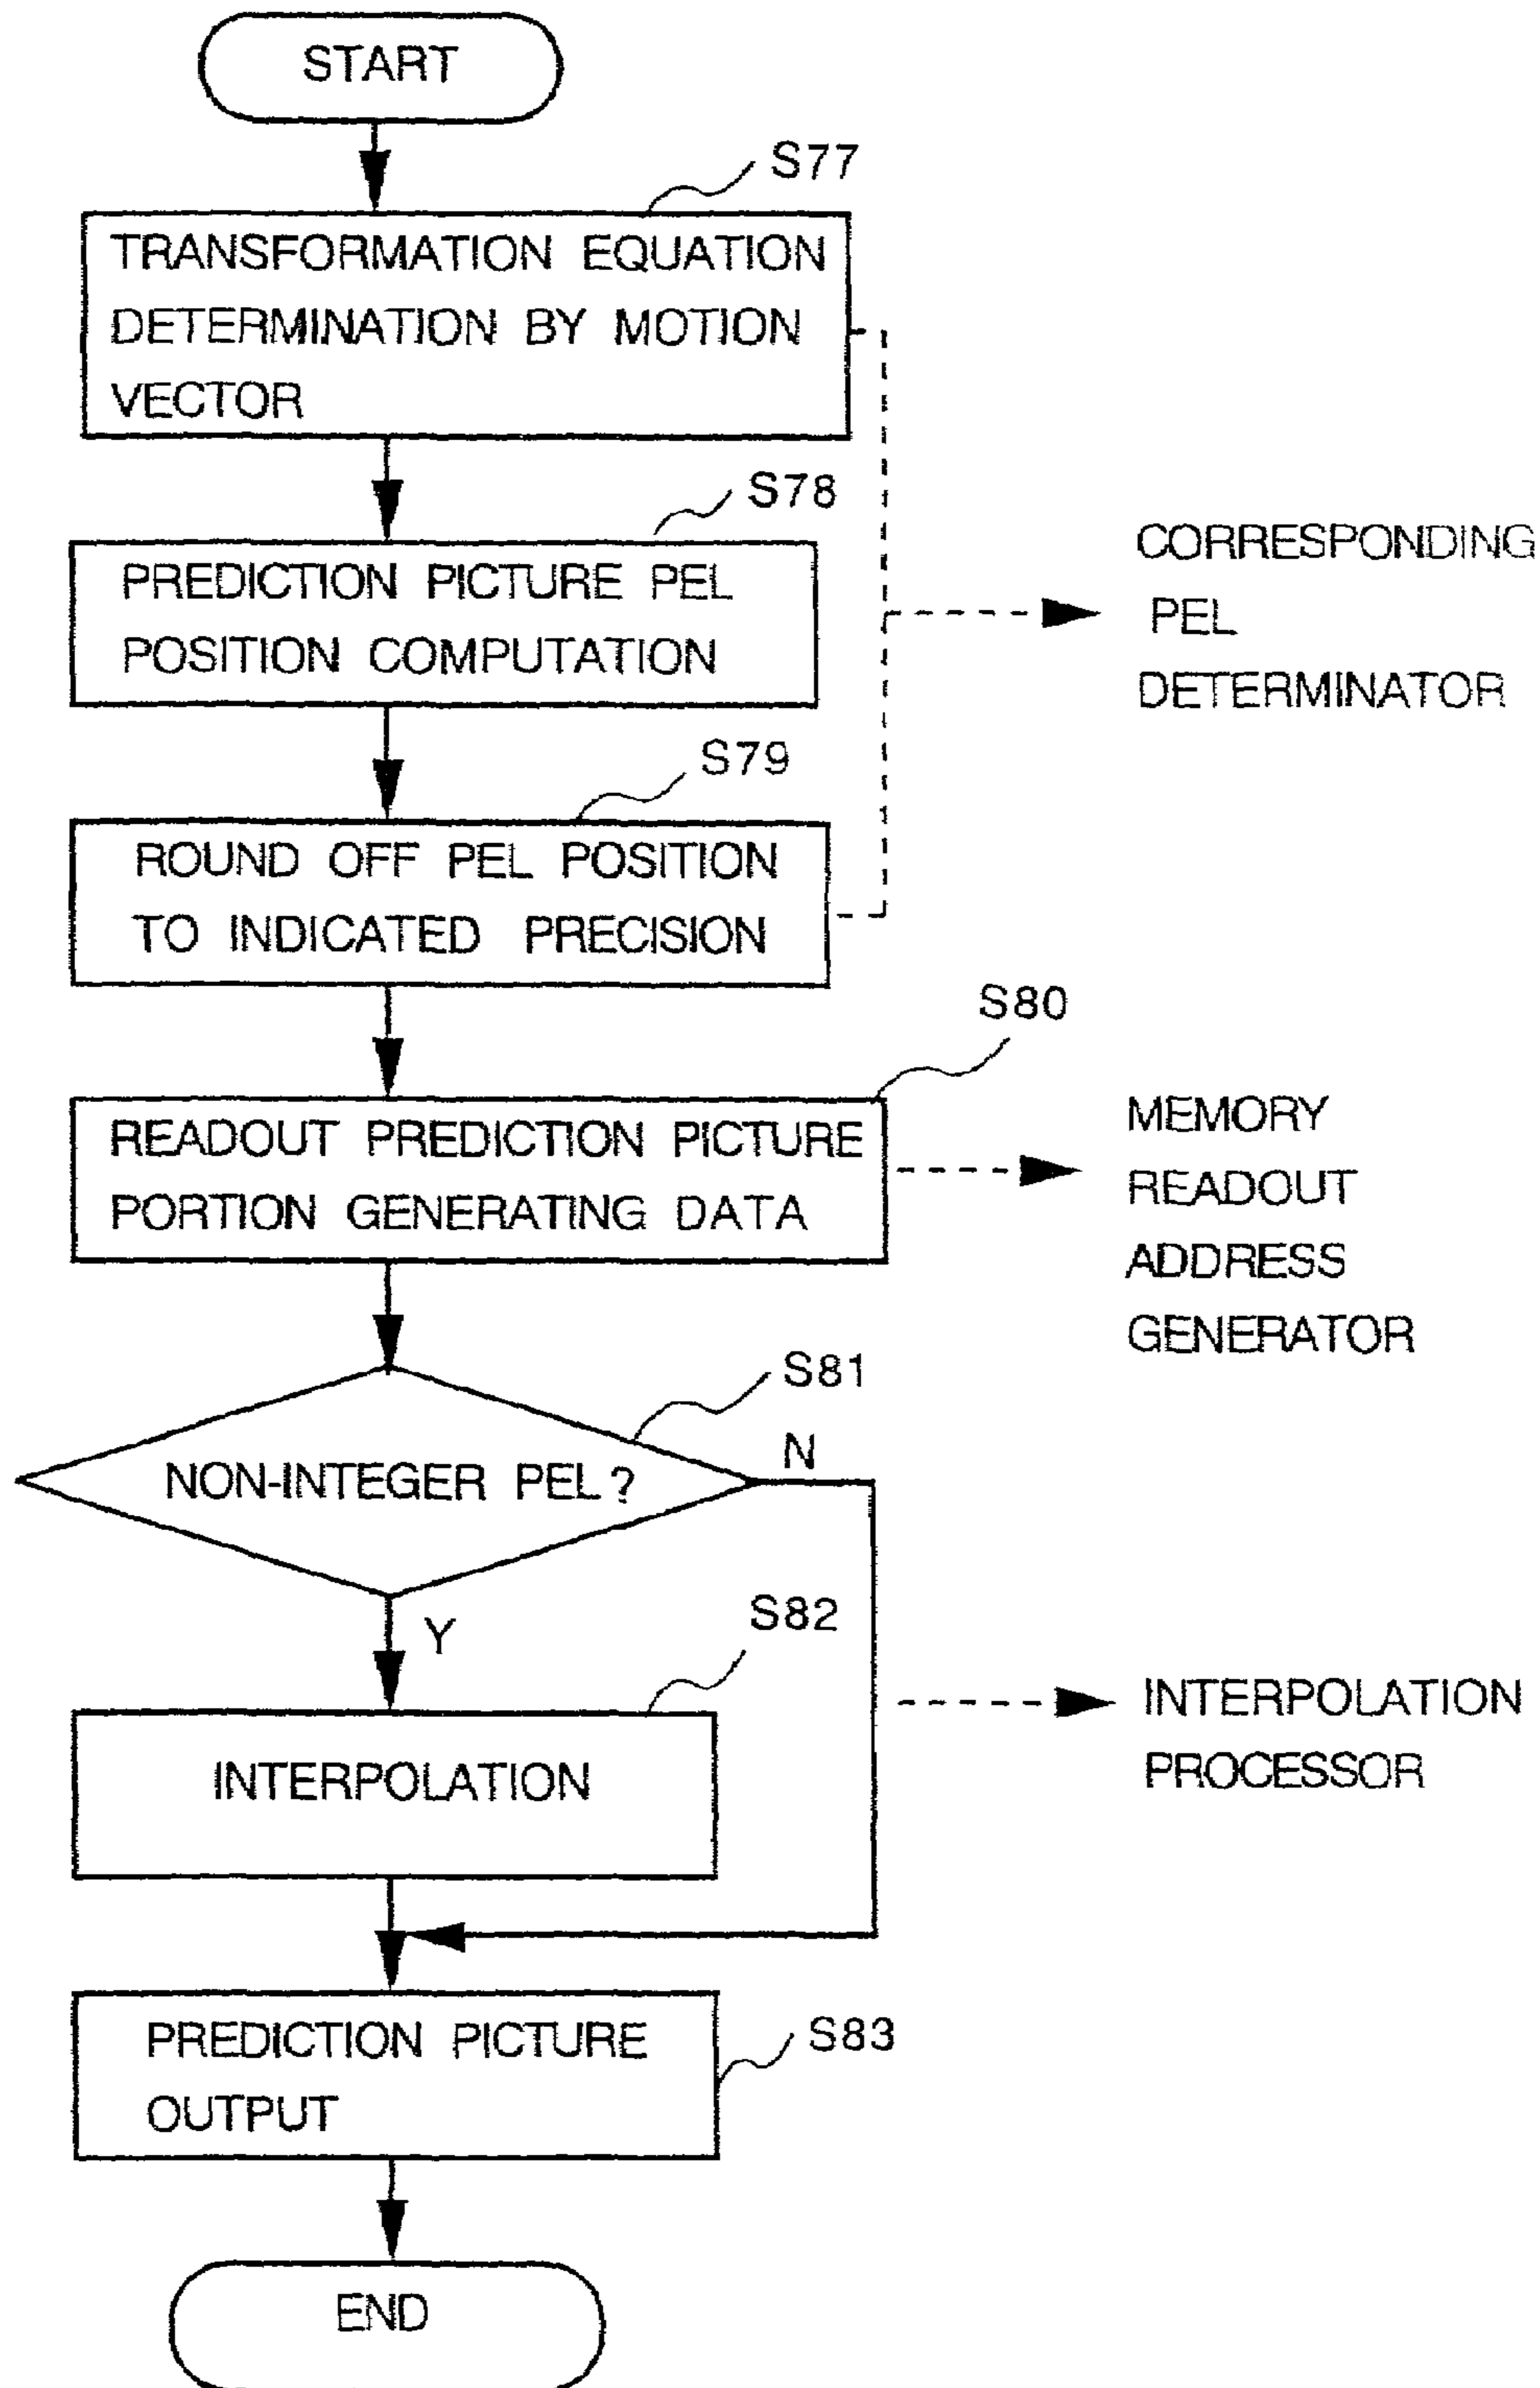 START
S77
TRANSFORMATION EQUATION
DETERMINATION BY MOTION
VECTOR
S78
PREDICTION PICTURE PEL
POSITION COMPUTATION
CORRESPONDING
PEL
DETERMINATOR
S79
ROUND OFF PEL POSITION
TO INDICATED PRECISION
S80
READOUT PREDICTION PICTURE
PORTION GENERATING DATA
MEMORY
READOUT
ADDRESS
GENERATOR
S81
NON-INTEGER PEL?
N
Y
S82
INTERPOLATION
INTERPOLATION
PROCESSOR
PREDICTION PICTURE
OUTPUT
S83
END